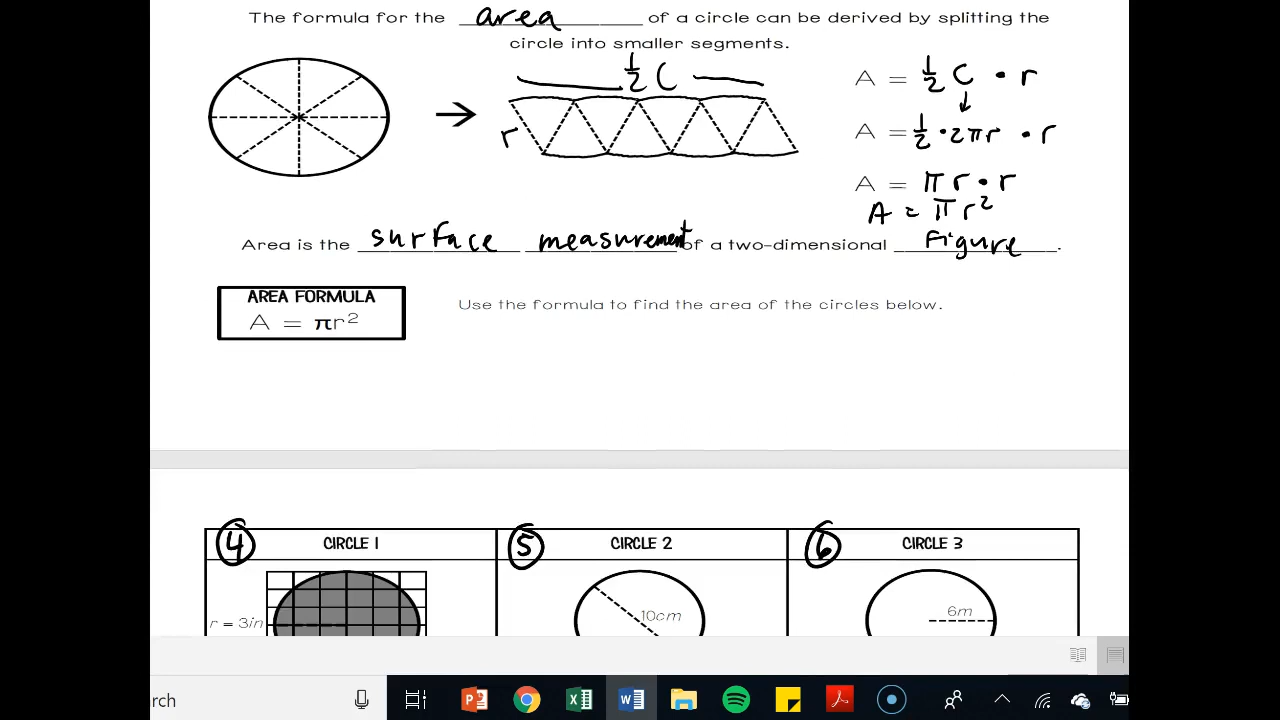 The formula for the area of a circle can be derived by splitting the
circle into smaller segments.
1/2 C
r
A = 1/2 C • r
A = 1/2 • 2πr • r
A = πr • r
A = πr²
Area is the surface measurement of a two-dimensional figure.
AREA FORMULA
A = πr²
Use the formula to find the area of the circles below.
4 CIRCLE 1
5 CIRCLE 2
6 CIRCLE 3
r = 3in
10cm
6m
rch